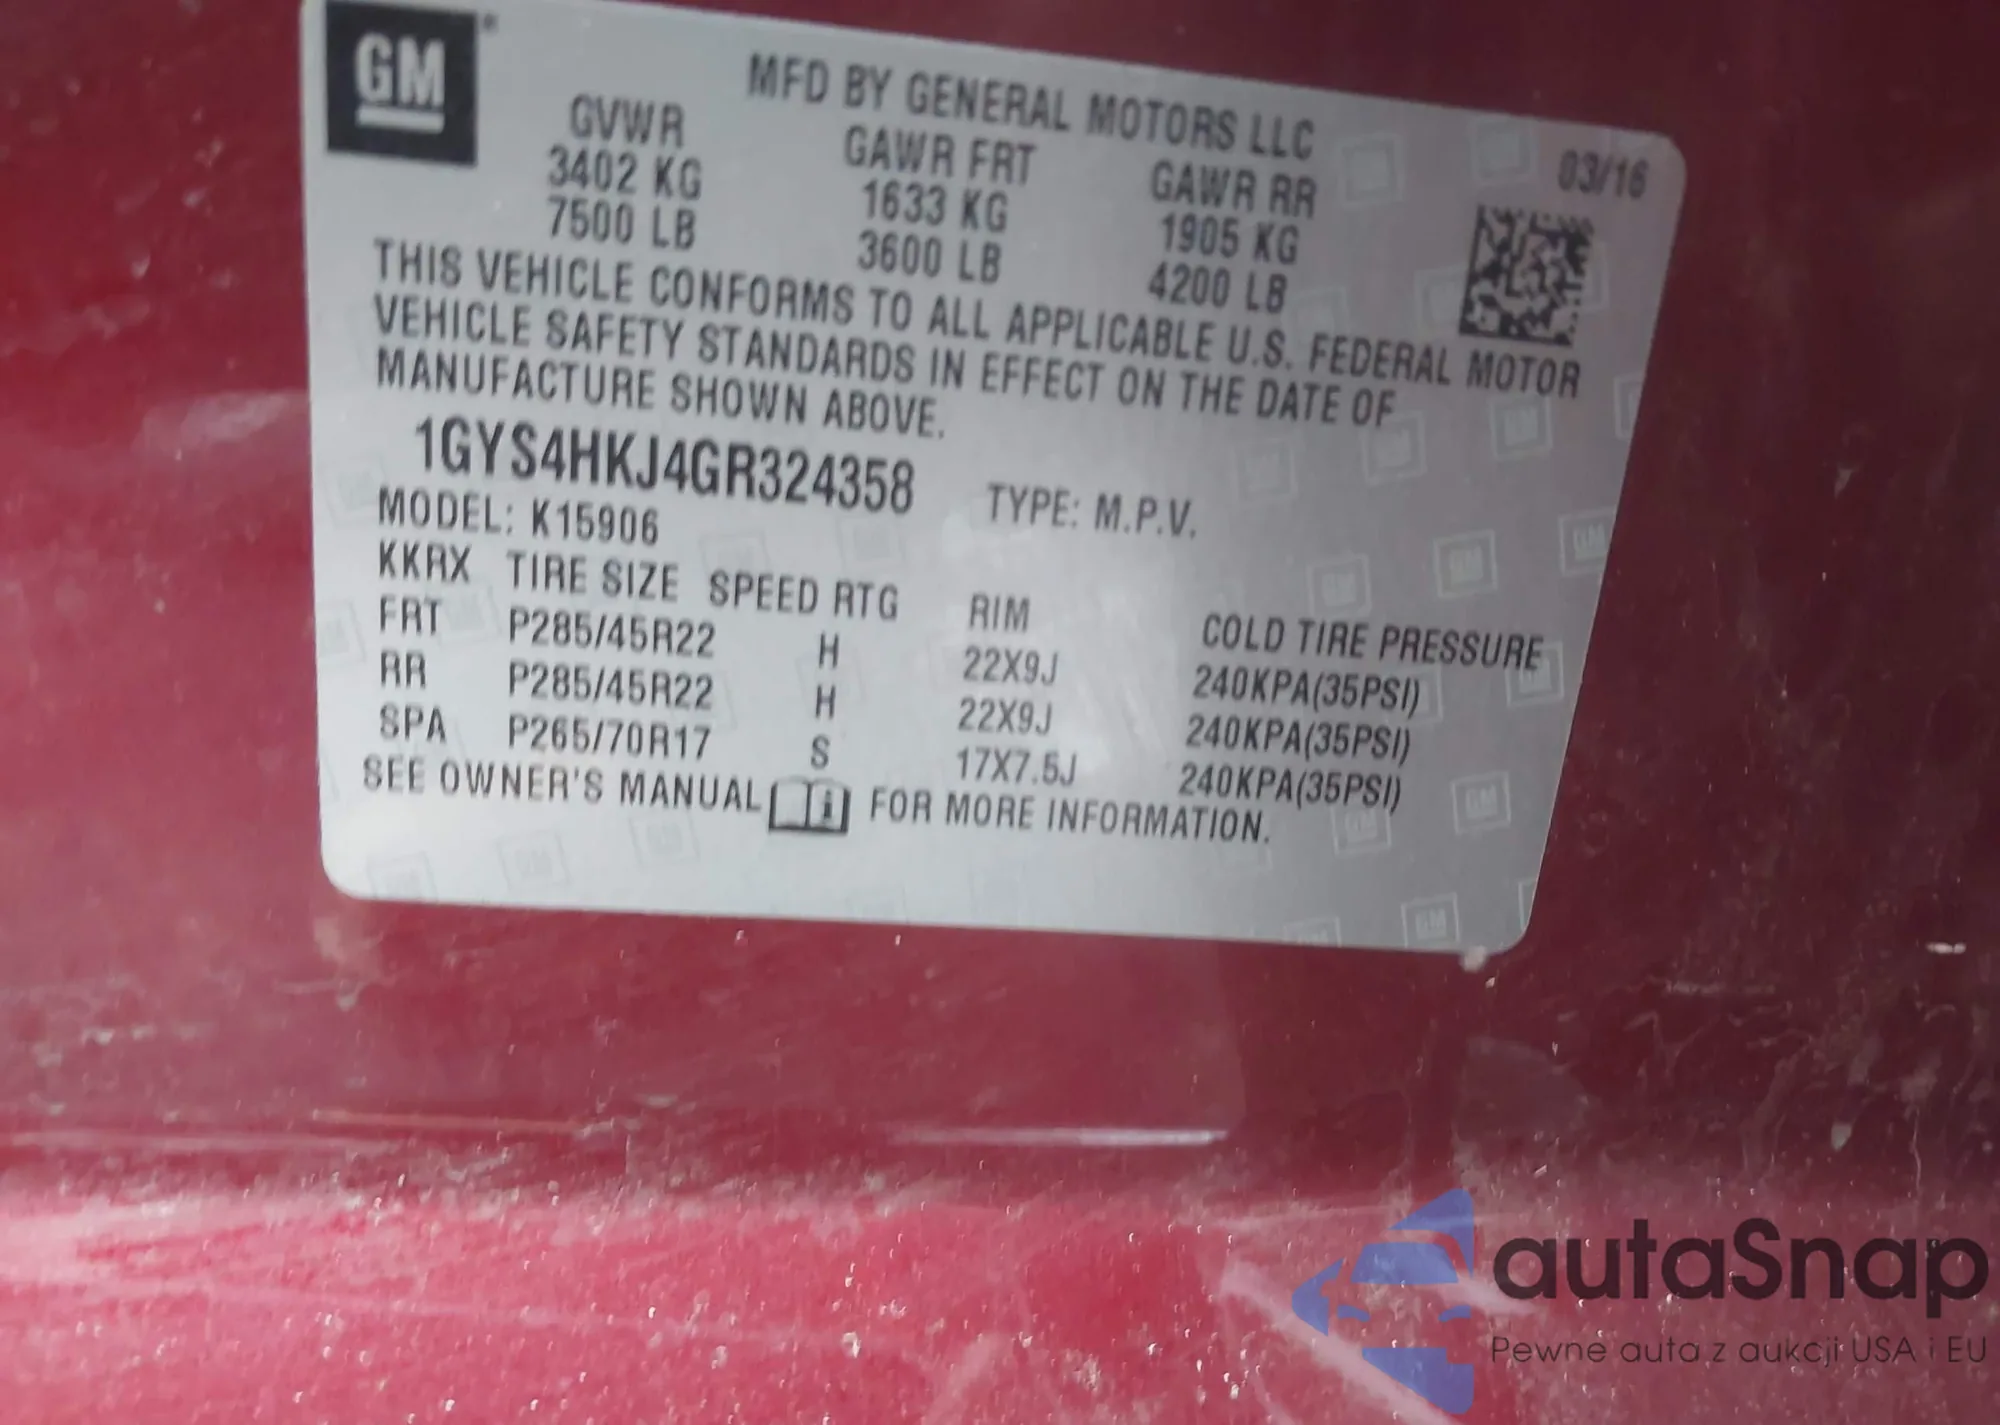 GM
MFD BY GENERAL MOTORS LLC
03/16
GVWR GAWR FRT GAWR RR
3402 KG 1633 KG 1905 KG
7500 LB 3600 LB 4200 LB
THIS VEHICLE CONFORMS TO ALL APPLICABLE U.S. FEDERAL MOTOR
VEHICLE SAFETY STANDARDS IN EFFECT ON THE DATE OF
MANUFACTURE SHOWN ABOVE.
1GYS4HKJ4GR324358 TYPE: M.P.V.
MODEL: K15906
KKRX TIRE SIZE SPEED RTG RIM COLD TIRE PRESSURE
FRT P285/45R22 H 22X9J 240KPA(35PSI)
RR P285/45R22 H 22X9J 240KPA(35PSI)
SPA P265/70R17 S 17X7.5J 240KPA(35PSI)
SEE OWNER'S MANUAL FOR MORE INFORMATION.
autaSnap
Pewne auta z aukcji USA i EU